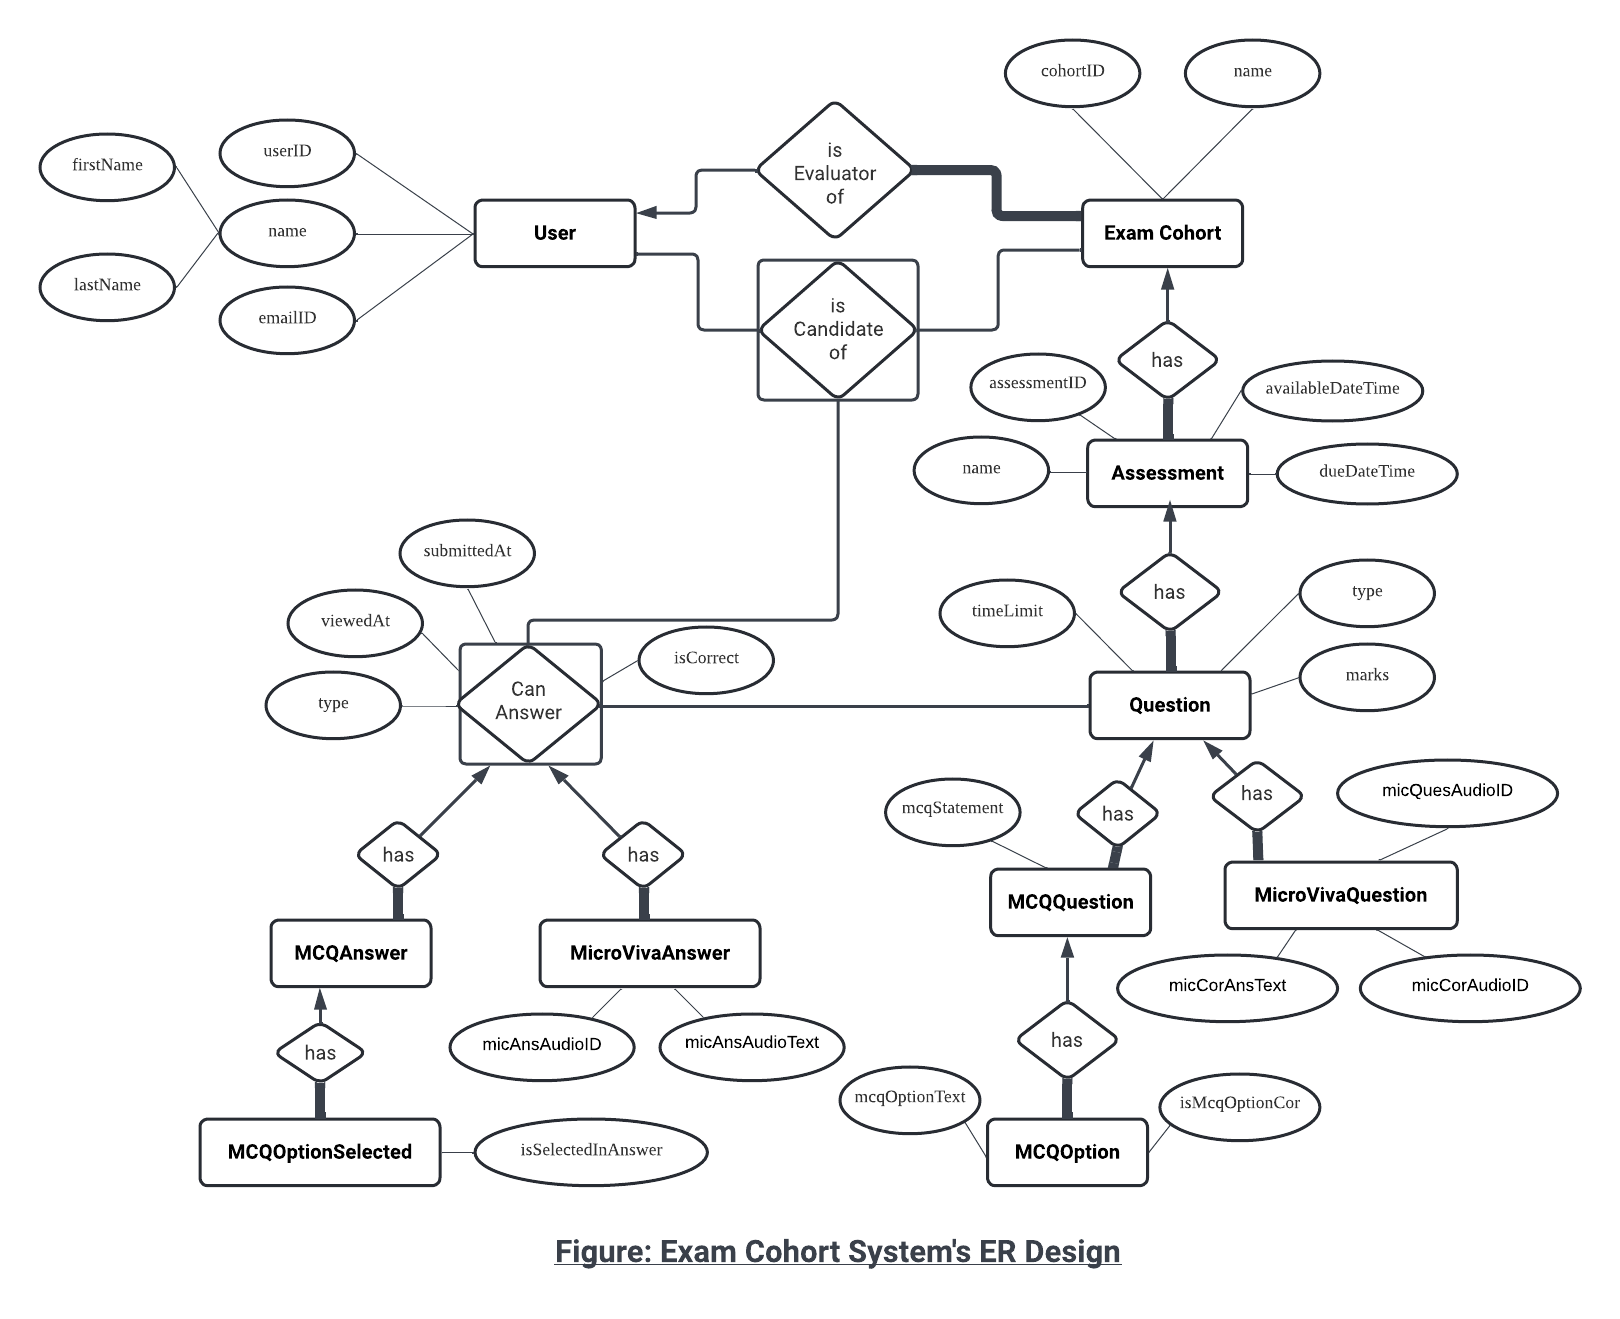 cohortID
name
is
Evaluator
of
firstName
userID
name
lastName
emailID
User
Exam Cohort
is
Candidate
of
has
assessmentID
availableDateTime
name
Assessment
dueDateTime
submittedAt
viewedAt
type
isCorrect
Can
Answer
has
timeLimit
type
marks
Question
mcqStatement
has
has
micQuesAudioID
has
has
MCQQuestion
MicroVivaQuestion
MCQAnswer
MicroVivaAnswer
micCorAnsText
micCorAudioID
has
micAnsAudioID
micAnsAudioText
has
mcqOptionText
isMcqOptionCor
MCQOptionSelected
isSelectedInAnswer
MCQOption
Figure: Exam Cohort System's ER Design